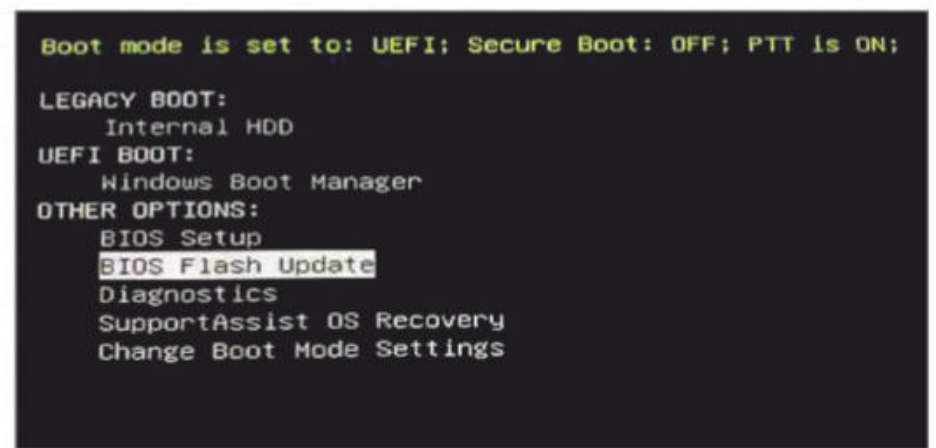 Boot mode is set to: UEFI; Secure Boot: OFF; PTT is ON;
LEGACY BOOT:
Internal HDD
UEFI BOOT:
Windows Boot Manager
OTHER OPTIONS:
BIOS Setup
BIOS Flash Update
Diagnostics
SupportAssist OS Recovery
Change Boot Mode Settings